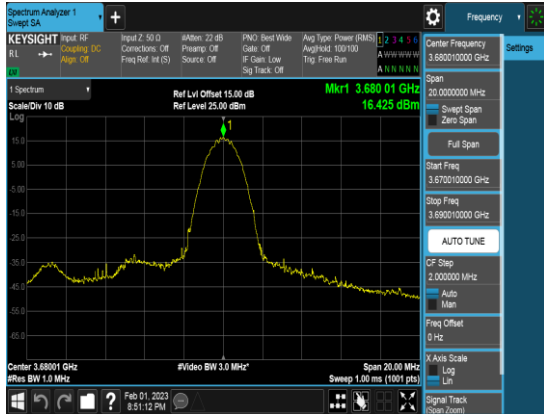 Spectrum Analyzer 1
Swept SA
+
Frequency
KEYSIGHT
RL
Input: RF
Coupling: DC
Align: Off
Input Z: 50 Ω
Corrections: Off
Freq Ref: Int (S)
#Atten: 22 dB
Preamp: Off
Source: Off
PNO: Best Wide
Gate: Off
IF Gain: Low
Sig Track: Off
Avg Type: Power (RMS)
Avg|Hold: 100/100
Trig: Free Run
1 2 3 4 5 6
A W W W W W
A N N N N N
1 Spectrum
Scale/Div 10 dB
Log
Ref Lvl Offset 15.00 dB
Ref Level 25.00 dBm
Mkr1 3.680 01 GHz
16.425 dBm
1
15.0
5.00
-5.00
-15.0
-25.0
-35.0
-45.0
-55.0
-65.0
Center 3.68001 GHz
#Res BW 1.0 MHz
#Video BW 3.0 MHz*
Span 20.00 MHz
Sweep 1.00 ms (1001 pts)
Center Frequency
3.680010000 GHz
Settings
Span
20.0000000 MHz
Swept Span
Zero Span
Full Span
Start Freq
3.670010000 GHz
Stop Freq
3.690010000 GHz
AUTO TUNE
CF Step
2.000000 MHz
Auto
Man
Freq Offset
0 Hz
X Axis Scale
Log
Lin
Signal Track
(Span Zoom)
?
Feb 01, 2023
8:51:12 PM